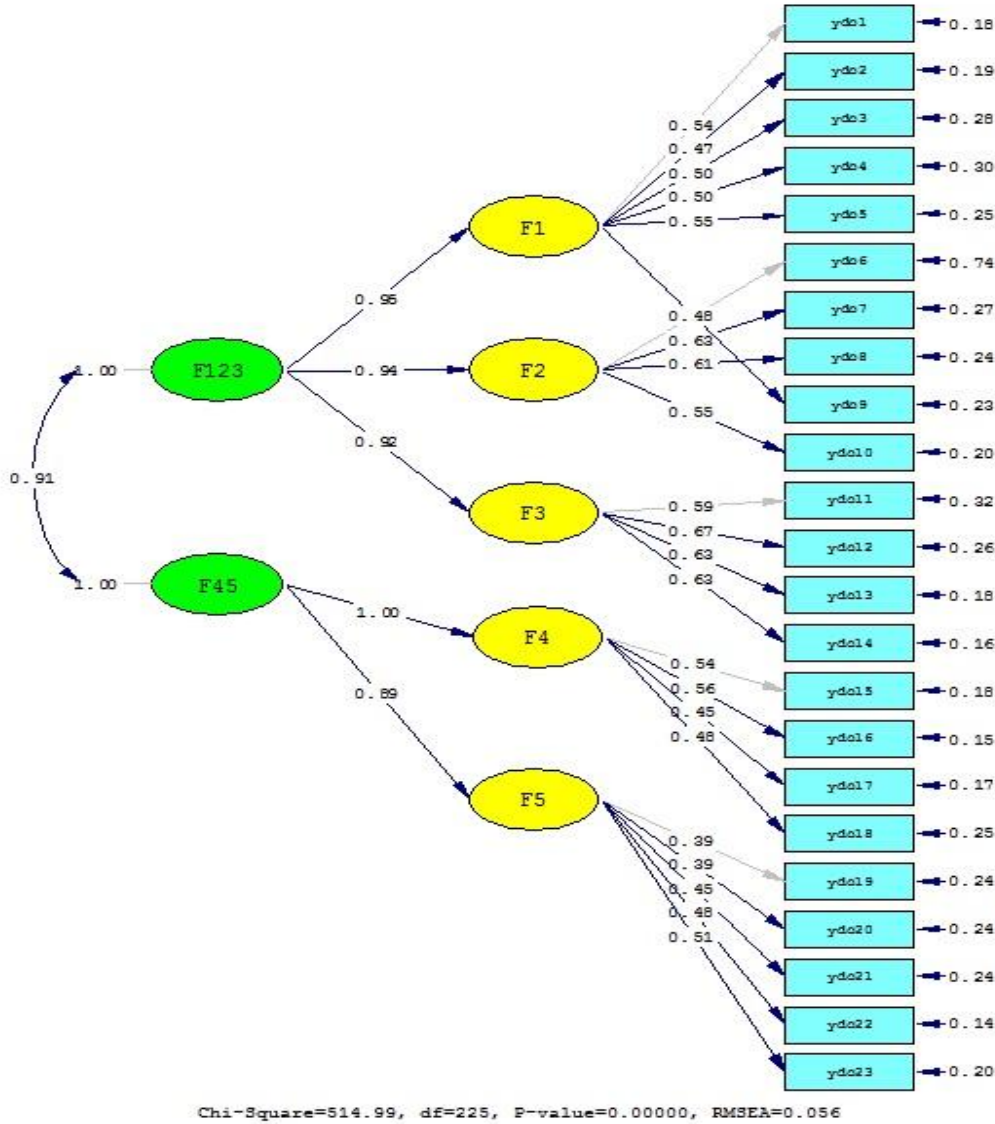 ydo1 0.18
ydo2 0.19
0.54
ydo3 0.28
0.47
0.50
ydo4 0.30
0.50
ydo5 0.25
0.55
F1
ydo6 0.74
0.95
0.48
ydo7 0.27
0.63
ydo8 0.24
0.61
1.00 F123 0.94 F2
ydo9 0.23
0.55
0.92
ydo10 0.20
0.91
ydo11 0.32
0.59
F3
0.67
ydo12 0.26
0.63
0.63
1.00 F45
ydo13 0.18
1.00
F4
ydo14 0.16
0.54
ydo15 0.18
0.56
0.89
0.45
0.48
ydo16 0.15
ydo17 0.17
F5
ydo18 0.25
0.39
0.39
ydo19 0.24
0.45
0.48
ydo20 0.24
0.51
ydo21 0.24
ydo22 0.14
ydo23 0.20
Chi-Square=514.99, df=225, P-value=0.00000, RMSEA=0.056